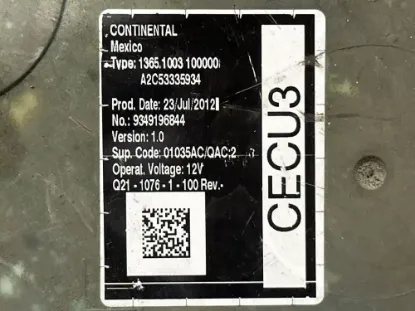 CONTINENTAL
Mexico
Type: 1365.1003 100000
A2C53335934
Prod. Date: 23/Jul/2012
No.: 9349196844
Version: 1.0
Sup. Code: 01035AC/QAC:2
Operat. Voltage: 12V
Q21 - 1076 - 1 - 100 Rev.-
CECU3